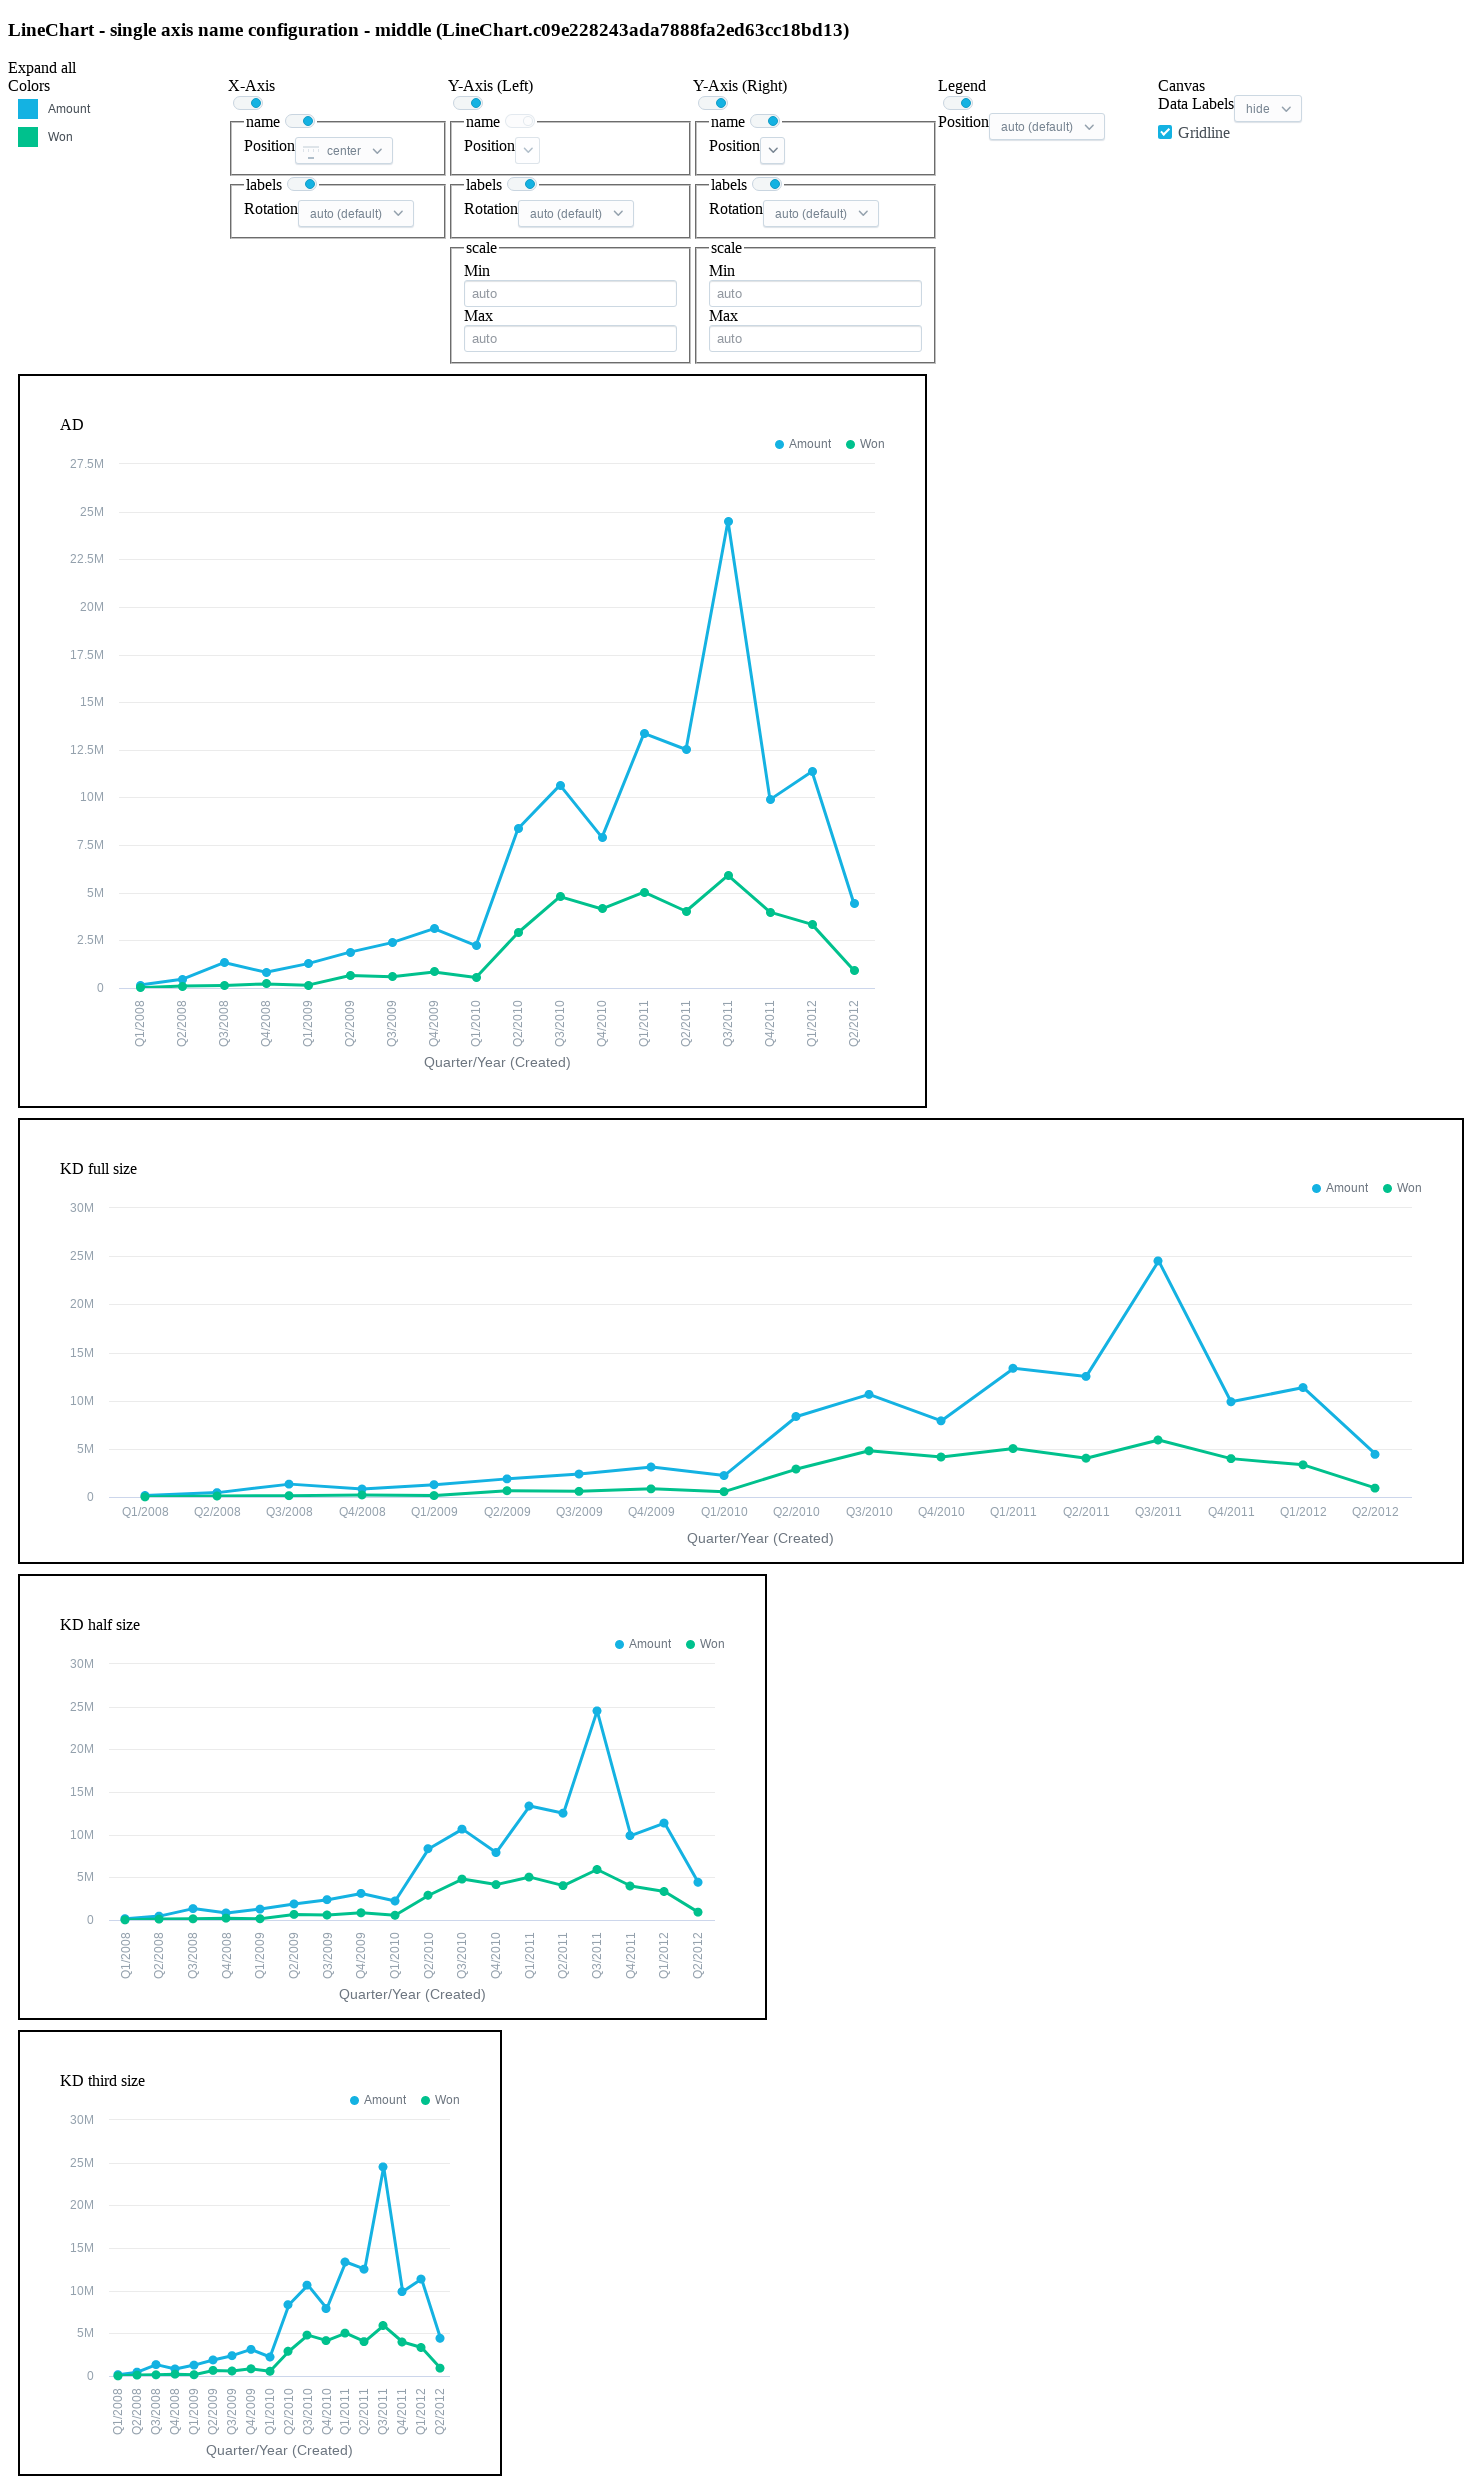 LineChart - single axis name configuration - middle (LineChart.c09e228243ada7888fa2ed63cc18bd13)
Expand all
Colors
Amount
Won
X-Axis
name
Position center
labels
Rotation auto (default)
Y-Axis (Left)
name
Position
labels
Rotation auto (default)
scale
Min
auto
Max
auto
Y-Axis (Right)
name
Position
labels
Rotation auto (default)
scale
Min
auto
Max
auto
Legend
Position auto (default)
Canvas
Data Labels hide
Gridline
AD
Amount Won
27.5M
25M
22.5M
20M
17.5M
15M
12.5M
10M
7.5M
5M
2.5M
0
Q1/2008 Q2/2008 Q3/2008 Q4/2008 Q1/2009 Q2/2009 Q3/2009 Q4/2009 Q1/2010 Q2/2010 Q3/2010 Q4/2010 Q1/2011 Q2/2011 Q3/2011 Q4/2011 Q1/2012 Q2/2012
Quarter/Year (Created)
KD full size
Amount Won
30M
25M
20M
15M
10M
5M
0
Q1/2008 Q2/2008 Q3/2008 Q4/2008 Q1/2009 Q2/2009 Q3/2009 Q4/2009 Q1/2010 Q2/2010 Q3/2010 Q4/2010 Q1/2011 Q2/2011 Q3/2011 Q4/2011 Q1/2012 Q2/2012
Quarter/Year (Created)
KD half size
Amount Won
30M
25M
20M
15M
10M
5M
0
Q1/2008 Q2/2008 Q3/2008 Q4/2008 Q1/2009 Q2/2009 Q3/2009 Q4/2009 Q1/2010 Q2/2010 Q3/2010 Q4/2010 Q1/2011 Q2/2011 Q3/2011 Q4/2011 Q1/2012 Q2/2012
Quarter/Year (Created)
KD third size
Amount Won
30M
25M
20M
15M
10M
5M
0
Q1/2008 Q2/2008 Q3/2008 Q4/2008 Q1/2009 Q2/2009 Q3/2009 Q4/2009 Q1/2010 Q2/2010 Q3/2010 Q4/2010 Q1/2011 Q2/2011 Q3/2011 Q4/2011 Q1/2012 Q2/2012
Quarter/Year (Created)